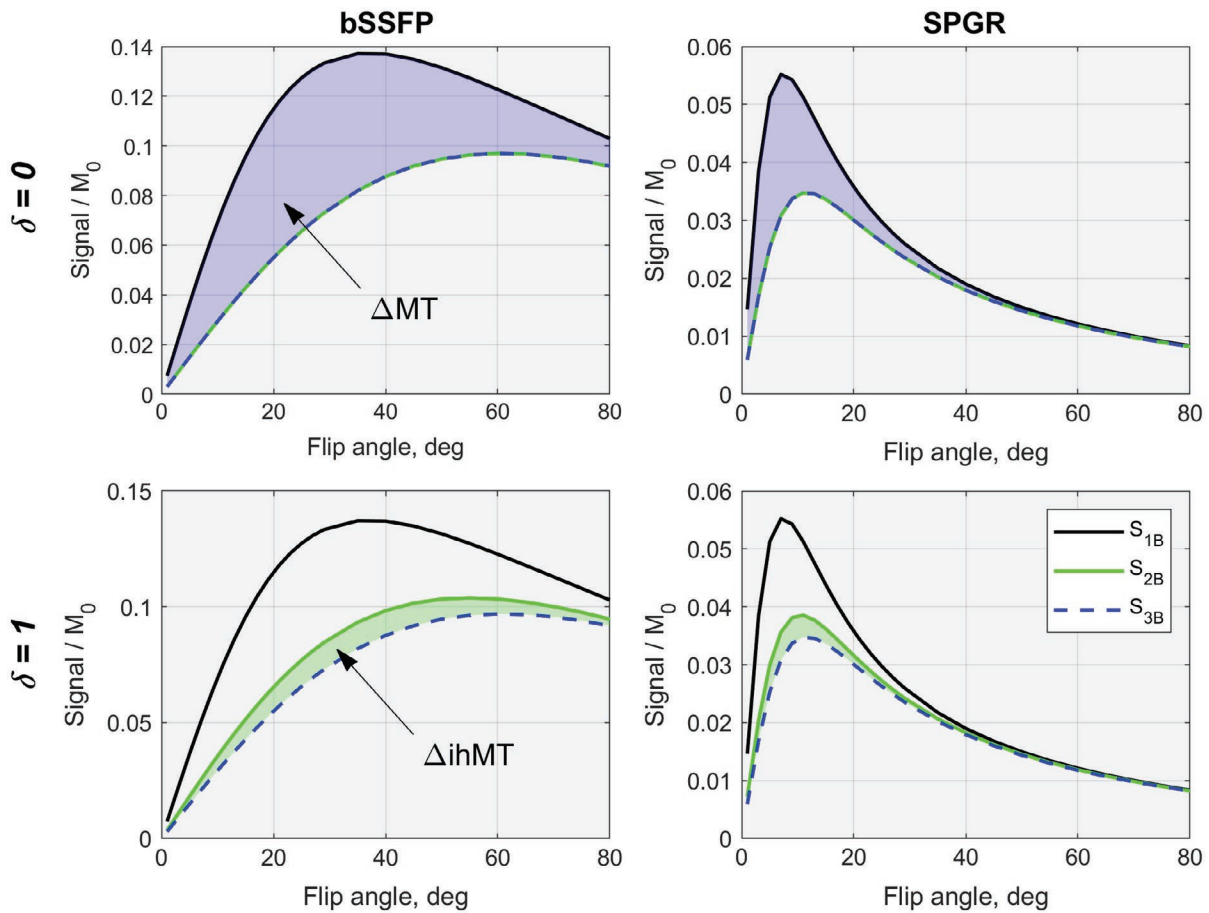 bSSFP
SPGR
δ = 0
Signal / M0
0.14
0.12
0.1
0.08
0.06
0.04
0.02
0
ΔMT
0 20 40 60 80
Flip angle, deg
Signal / M0
0.06
0.05
0.04
0.03
0.02
0.01
0
0 20 40 60 80
Flip angle, deg
δ = 1
Signal / M0
0.15
0.1
0.05
0
ΔihMT
0 20 40 60 80
Flip angle, deg
Signal / M0
0.06
0.05
0.04
0.03
0.02
0.01
0
S1B
S2B
S3B
0 20 40 60 80
Flip angle, deg